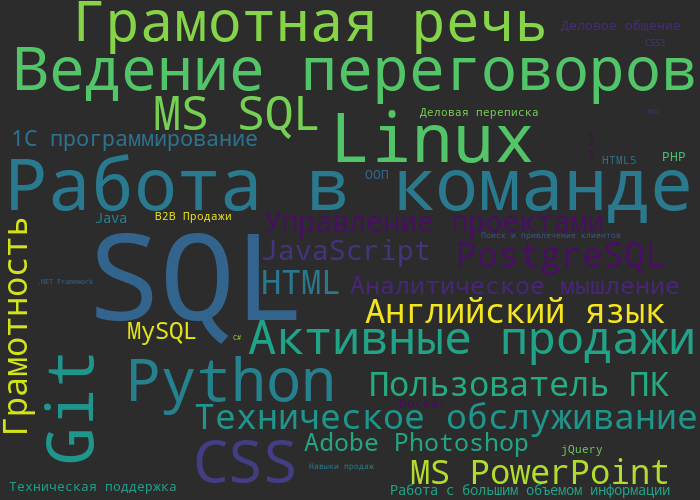 Грамотная речь
Деловое общение
CSS3
Ведение переговоров
MS SQL
Деловая переписка
Linux
1С программирование
HTML5
PHP
Работа в команде
ООП
Java
B2B Продажи
Управление проектами
Поиск и привлечение клиентов
Грамотность
SQL
JavaScript
PostgreSQL
.NET Framework
HTML
Аналитическое мышление
Английский язык
MySQL
C#
Активные продажи
Git
Python
Пользователь ПК
Техническое обслуживание
CSS
Adobe Photoshop
jQuery
Навыки продаж
MS PowerPoint
Техническая поддержка
Работа с большим объемом информации